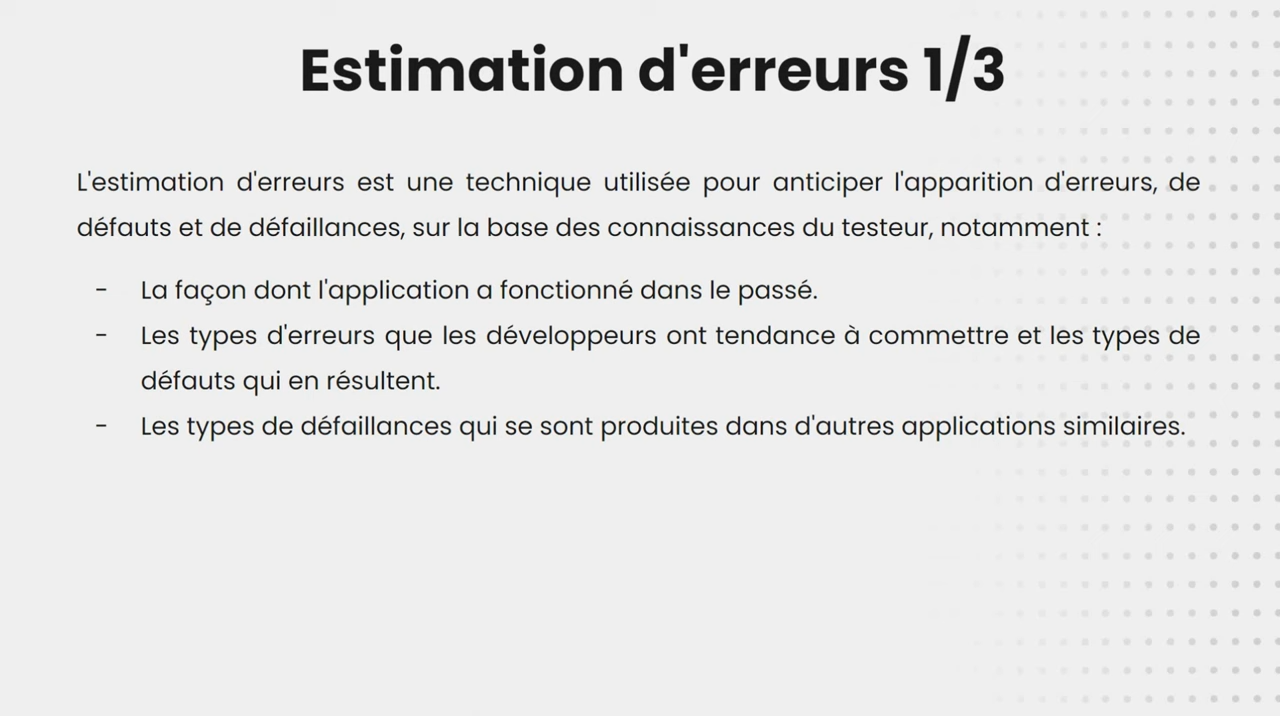 Estimation d'erreurs 1/3
L'estimation d'erreurs est une technique utilisée pour anticiper l'apparition d'erreurs, de
défauts et de défaillances, sur la base des connaissances du testeur, notamment :
- La façon dont l'application a fonctionné dans le passé.
- Les types d'erreurs que les développeurs ont tendance à commettre et les types de
défauts qui en résultent.
- Les types de défaillances qui se sont produites dans d'autres applications similaires.